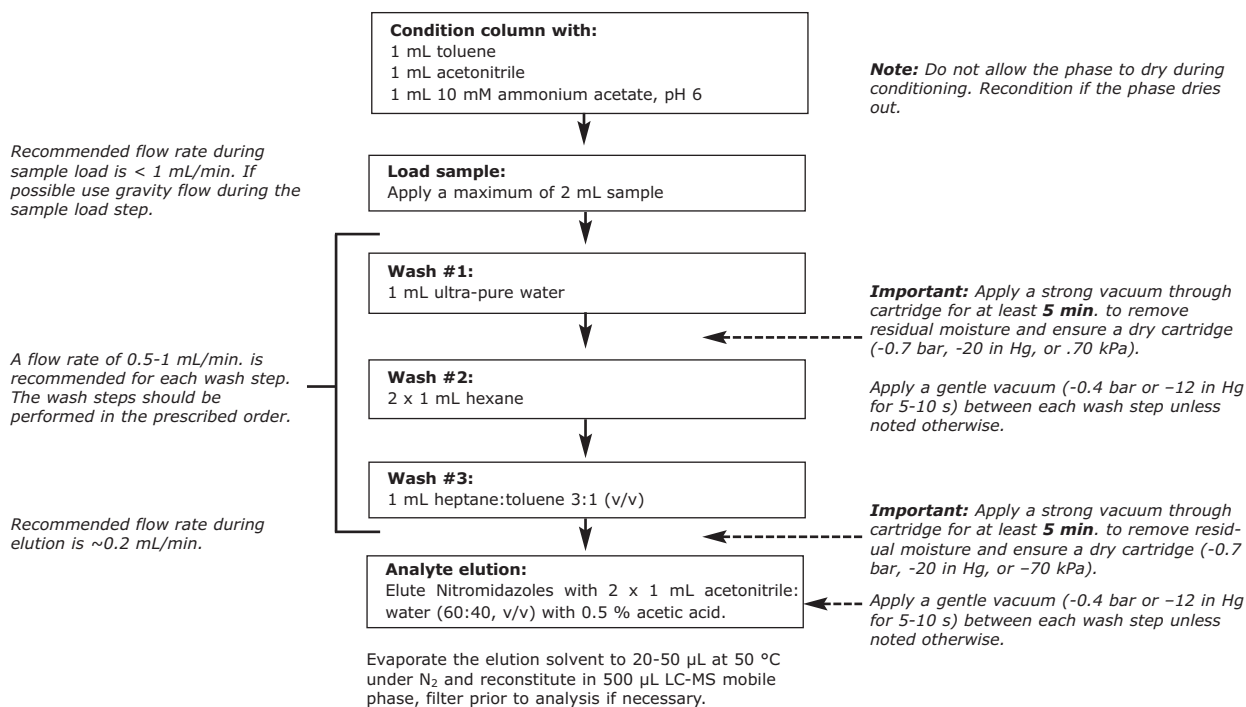 Condition column with:
1 mL toluene
1 mL acetonitrile
1 mL 10 mM ammonium acetate, pH 6
Note: Do not allow the phase to dry during
conditioning. Recondition if the phase dries
out.
Recommended flow rate during
sample load is < 1 mL/min. If
possible use gravity flow during the
sample load step.
Load sample:
Apply a maximum of 2 mL sample
Wash #1:
1 mL ultra-pure water
Important: Apply a strong vacuum through
cartridge for at least 5 min. to remove
residual moisture and ensure a dry cartridge
(-0.7 bar, -20 in Hg, or .70 kPa).
A flow rate of 0.5-1 mL/min. is
recommended for each wash step.
The wash steps should be
performed in the prescribed order.
Wash #2:
2 x 1 mL hexane
Apply a gentle vacuum (-0.4 bar or –12 in Hg
for 5-10 s) between each wash step unless
noted otherwise.
Wash #3:
1 mL heptane:toluene 3:1 (v/v)
Recommended flow rate during
elution is ~0.2 mL/min.
Important: Apply a strong vacuum through
cartridge for at least 5 min. to remove resid-
ual moisture and ensure a dry cartridge (-0.7
bar, -20 in Hg, or –70 kPa).
Analyte elution:
Elute Nitromidazoles with 2 x 1 mL acetonitrile:
water (60:40, v/v) with 0.5 % acetic acid.
Apply a gentle vacuum (-0.4 bar or –12 in Hg
for 5-10 s) between each wash step unless
noted otherwise.
Evaporate the elution solvent to 20-50 µL at 50 °C
under N2 and reconstitute in 500 µL LC-MS mobile
phase, filter prior to analysis if necessary.